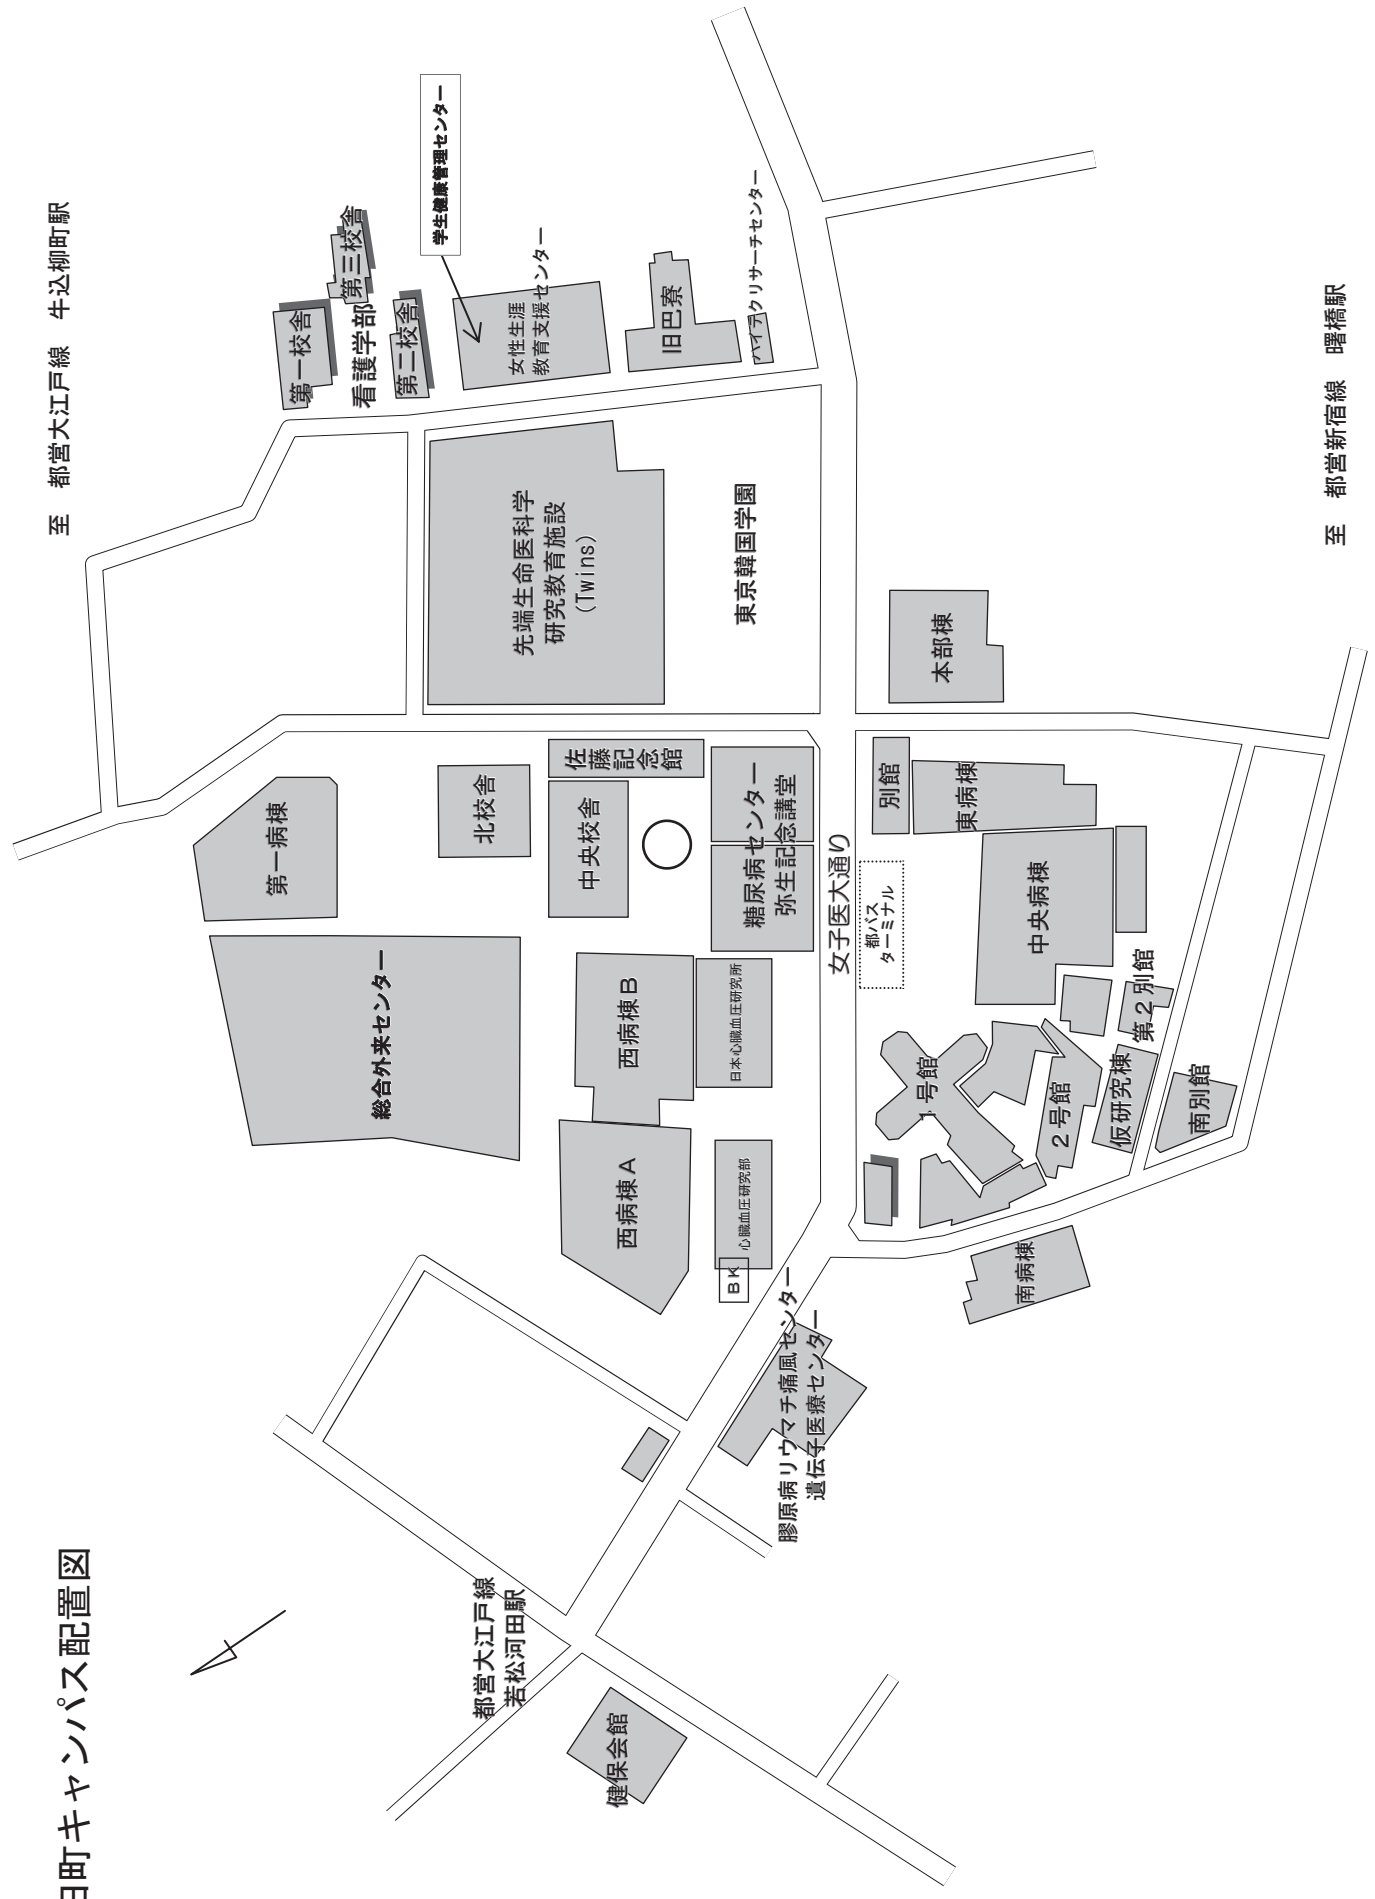 田町キャンパス配置図
至　都営大江戸線　牛込柳町駅
第一校舎
第三校舎
看護学部
第二校舎
学生健康管理センター
女性生涯
教育支援センター
旧巴寮
ハイテクリサーチセンター
先端生命医科学
研究教育施設
（Twins）
東京韓国学園
第一病棟
北校舎
佐藤記念館
中央校舎
糖尿病センター
弥生記念講堂
総合外来センター
西病棟B
日本心臓血圧研究所
西病棟A
心臓血圧研究部
BK
女子医大通り
都バス
ターミナル
本部棟
別館
東病棟
中央病棟
第２別館
1号館
２号館
仮研究棟
南別館
南病棟
膠原病リウマチ痛風センター
遺伝子医療センター
都営大江戸線
若松河田駅
健保会館
至　都営新宿線　曙橋駅